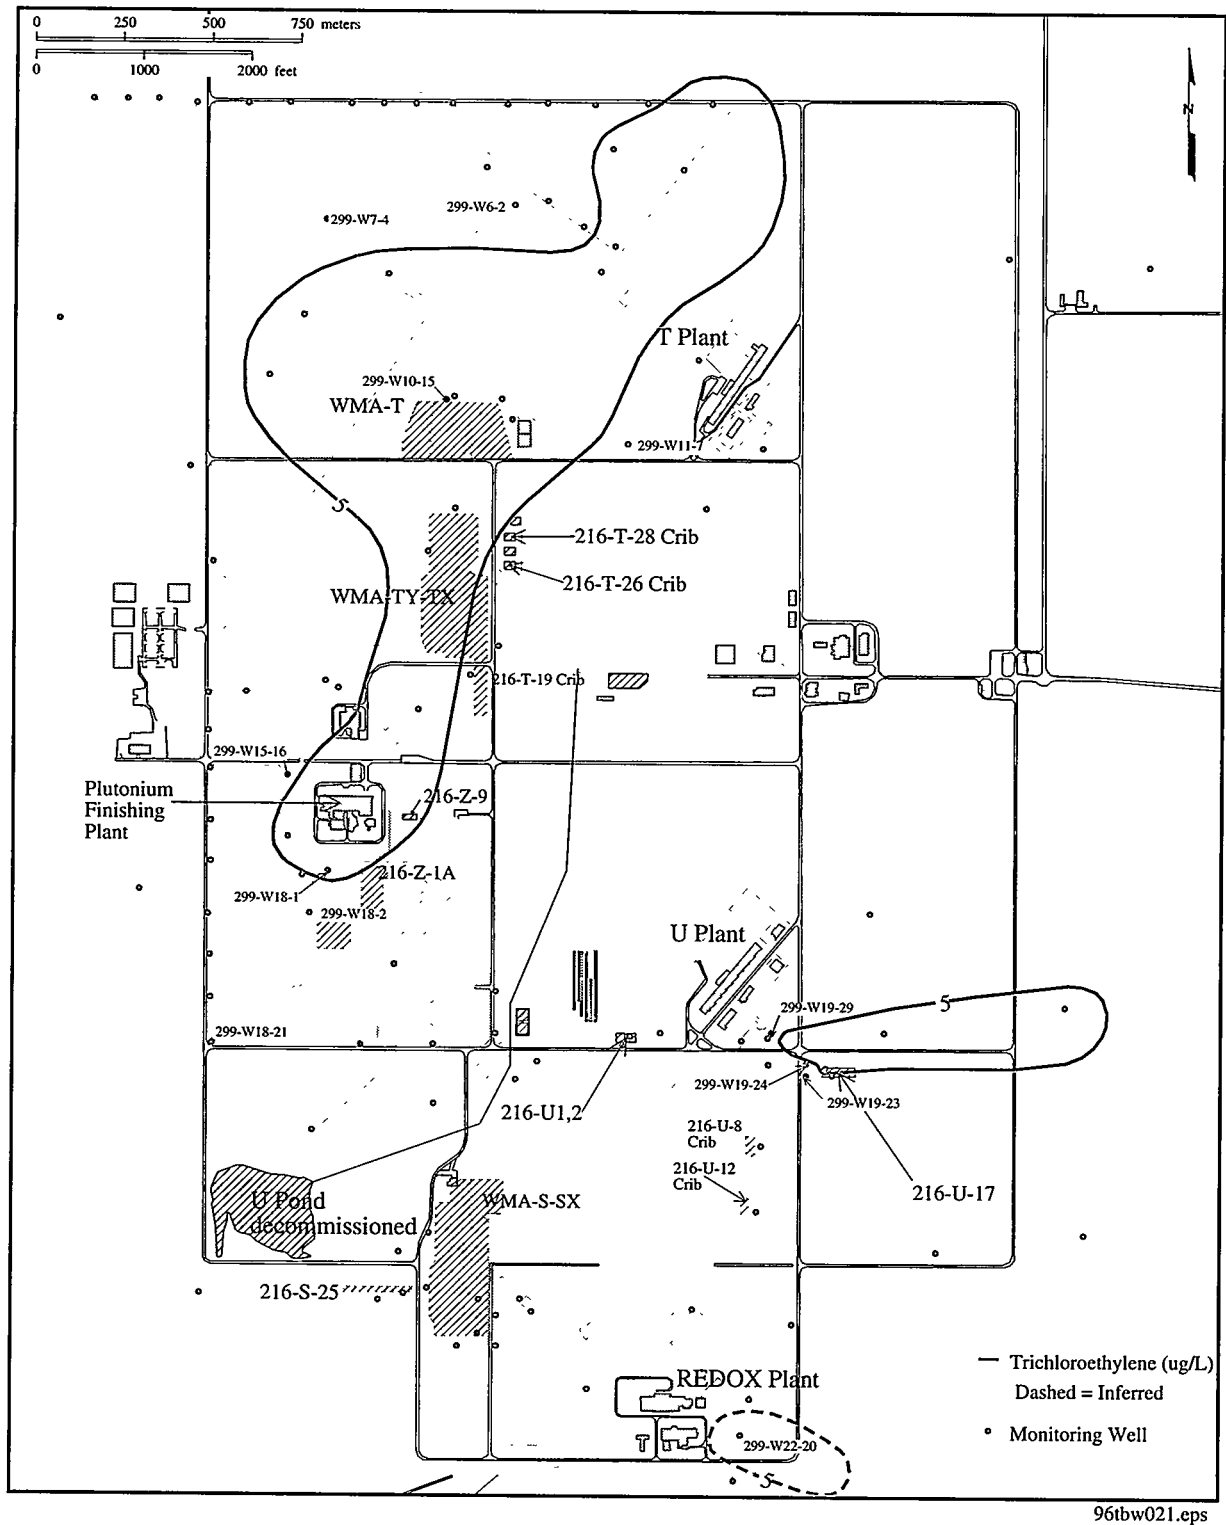 0 250 500 750 meters
0 1000 2000 feet
N
299-W7-4
299-W6-2
T Plant
299-W10-15
WMA-T
299-W11-7
5
216-T-28 Crib
216-T-26 Crib
WMA-TY-TX
216-T-19 Crib
299-W15-16
Plutonium
Finishing
Plant
216-Z-9
216-Z-1A
299-W18-1
299-W18-2
U Plant
5
299-W19-29
299-W18-21
299-W19-24
299-W19-23
216-U1,2
216-U-8
Crib
216-U-12
Crib
216-U-17
U Pond
decommissioned
WMA-S-SX
216-S-25
REDOX Plant
299-W22-20
5
Trichloroethylene (ug/L)
Dashed = Inferred
Monitoring Well
96tbw021.eps